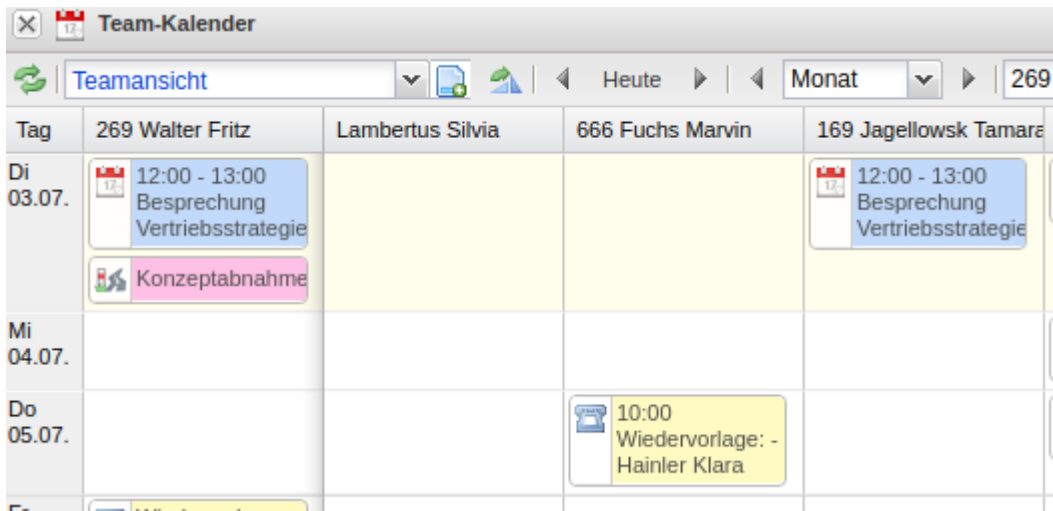 Team-Kalender
Teamansicht
Heute
Monat
269
Tag
269 Walter Fritz
Lambertus Silvia
666 Fuchs Marvin
169 Jagellowsk Tamara
Di
03.07.
12:00 - 13:00
Besprechung
Vertriebsstrategie
Konzeptabnahme
12:00 - 13:00
Besprechung
Vertriebsstrategie
Mi
04.07.
Do
05.07.
10:00
Wiedervorlage: -
Hainler Klara